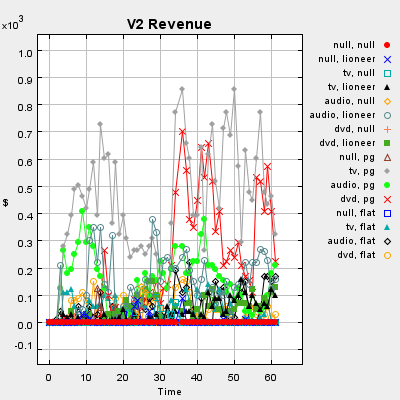 V2 Revenue
x10³
$
1.0
0.9
0.8
0.7
0.6
0.5
0.4
0.3
0.2
0.1
0.0
-0.1
0 10 20 30 40 50 60
Time
null, null
null, lioneer
tv, null
tv, lioneer
audio, null
audio, lioneer
dvd, null
dvd, lioneer
null, pg
tv, pg
audio, pg
dvd, pg
null, flat
tv, flat
audio, flat
dvd, flat